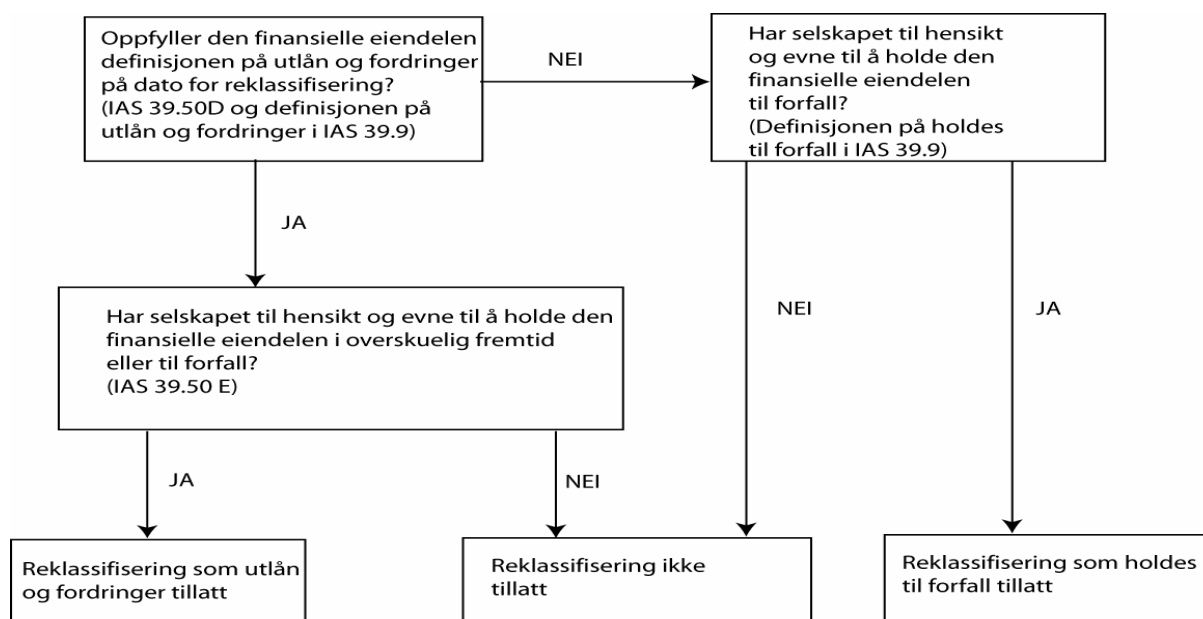 Oppfyller den finansielle eiendelen
definisjonen på utlån og fordringer
på dato for reklassifisering?
(IAS 39.50D og definisjonen på
utlån og fordringer i IAS 39.9)
NEI
Har selskapet til hensikt
og evne til å holde den
finansielle eiendelen
til forfall?
(Definisjonen på holdes
til forfall i IAS 39.9)
JA
Har selskapet til hensikt og evne til å holde den
finansielle eiendelen i overskuelig fremtid
eller til forfall?
(IAS 39.50 E)
NEI
JA
JA
NEI
Reklassifisering som utlån
og fordringer tillatt
Reklassifisering ikke
tillatt
Reklassifisering som holdes
til forfall tillatt